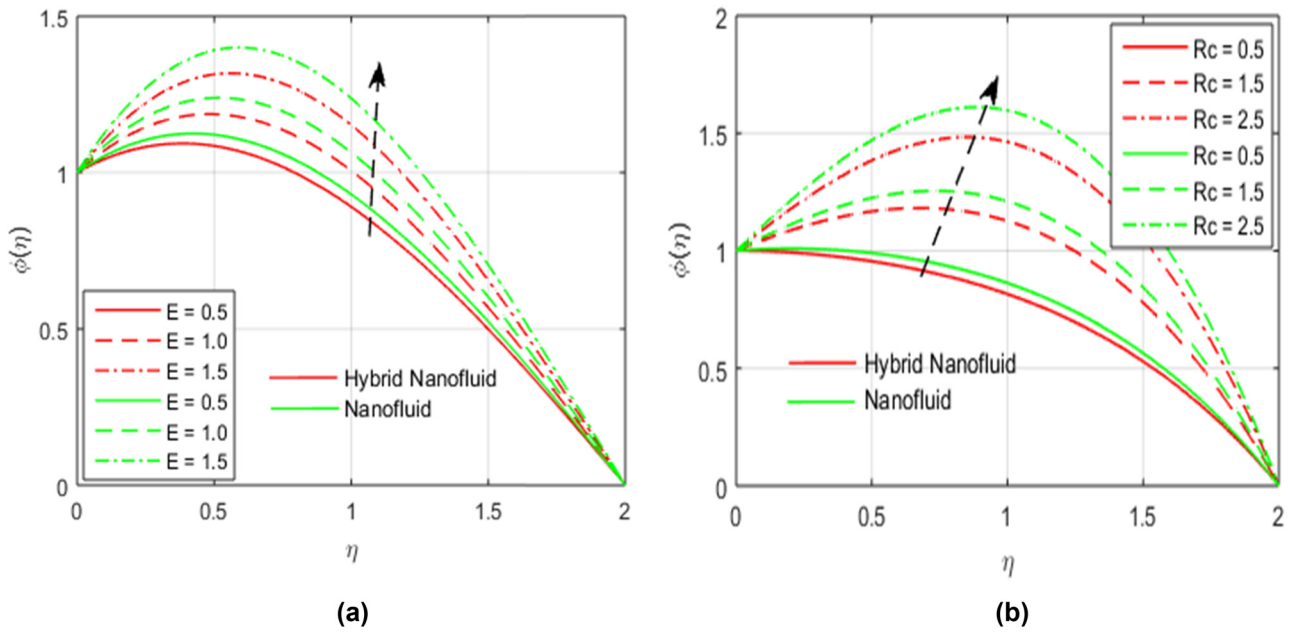 1.5
1
0.5
0
ϕ(η)
E = 0.5
E = 1.0
E = 1.5
E = 0.5
E = 1.0
E = 1.5
Hybrid Nanofluid
Nanofluid
0 0.5 1 1.5 2
η
(a)
2
1.5
1
0.5
0
ϕ(η)
Rc = 0.5
Rc = 1.5
Rc = 2.5
Rc = 0.5
Rc = 1.5
Rc = 2.5
Hybrid Nanofluid
Nanofluid
0 0.5 1 1.5 2
η
(b)